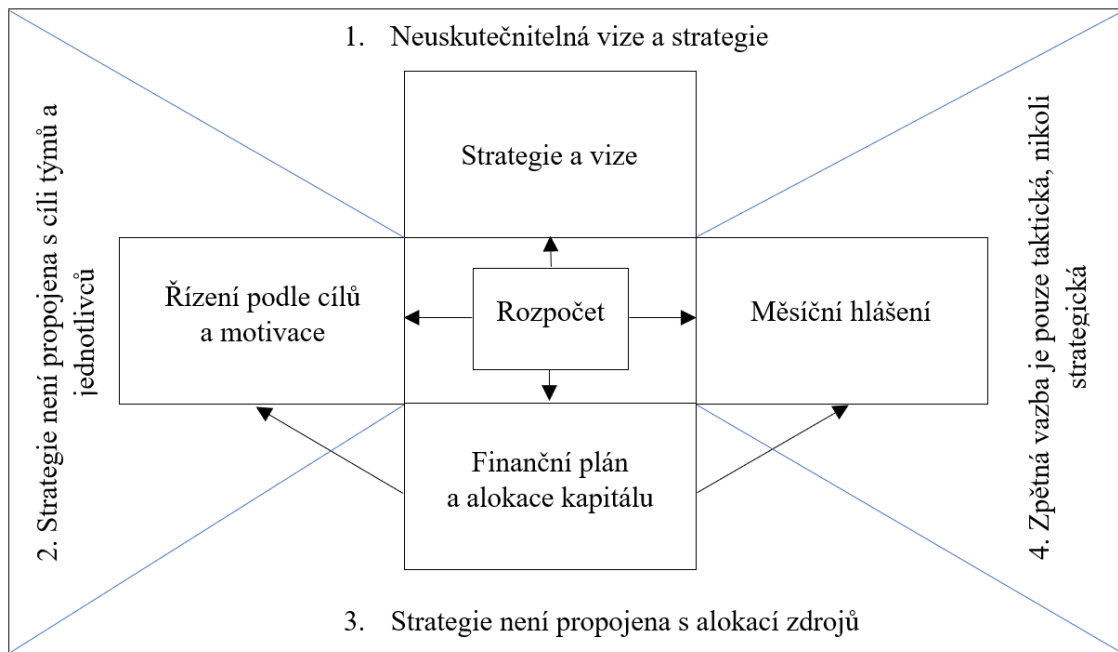 1. Neuskutečnitelná vize a strategie
Strategie a vize
2. Strategie není propojena s cíli týmů a
jednotlivců
Řízení podle cílů
a motivace
Rozpočet
Měsíční hlášení
4. Zpětná vazba je pouze taktická, nikoli
strategická
Finanční plán
a alokace kapitálu
3. Strategie není propojena s alokací zdrojů